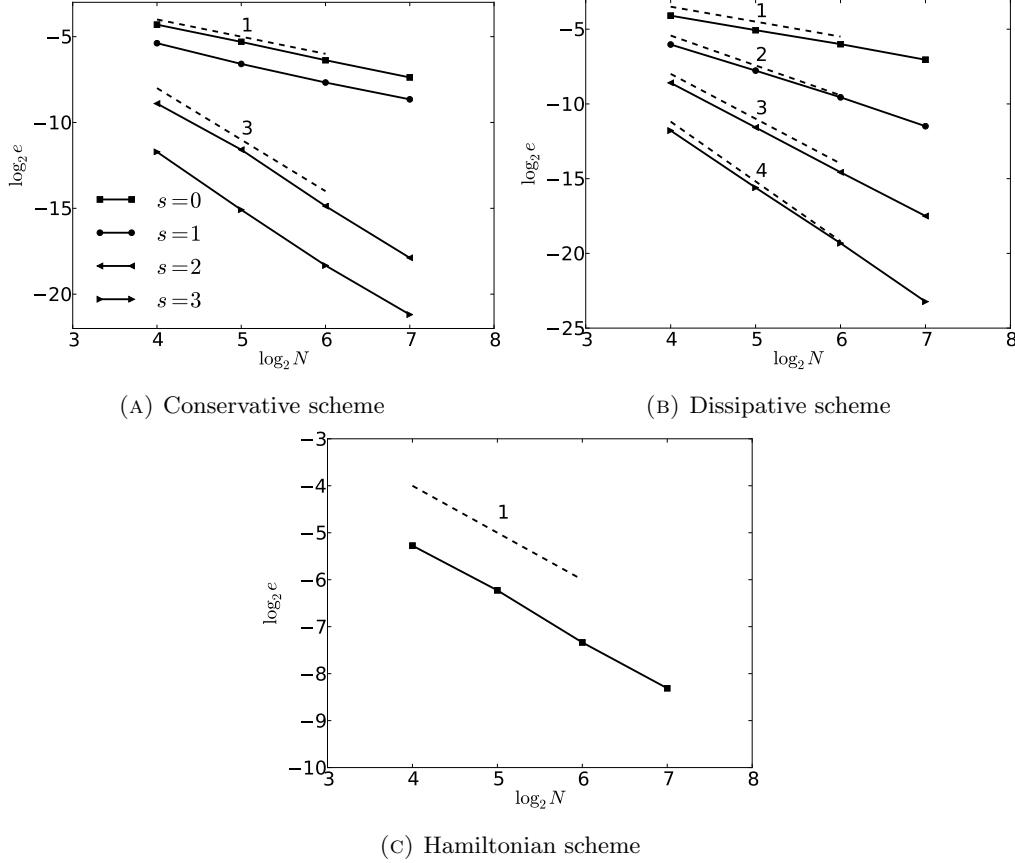 −5
−10
−15
−20
log₂ e
1
3
s=0
s=1
s=2
s=3
3 4 5 6 7 8
log₂ N
(A) Conservative scheme
−5
−10
−15
−20
−25
log₂ e
1
2
3
4
3 4 5 6 7 8
log₂ N
(B) Dissipative scheme
−3
−4
−5
−6
−7
−8
−9
−10
log₂ e
1
3 4 5 6 7 8
log₂ N
(C) Hamiltonian scheme